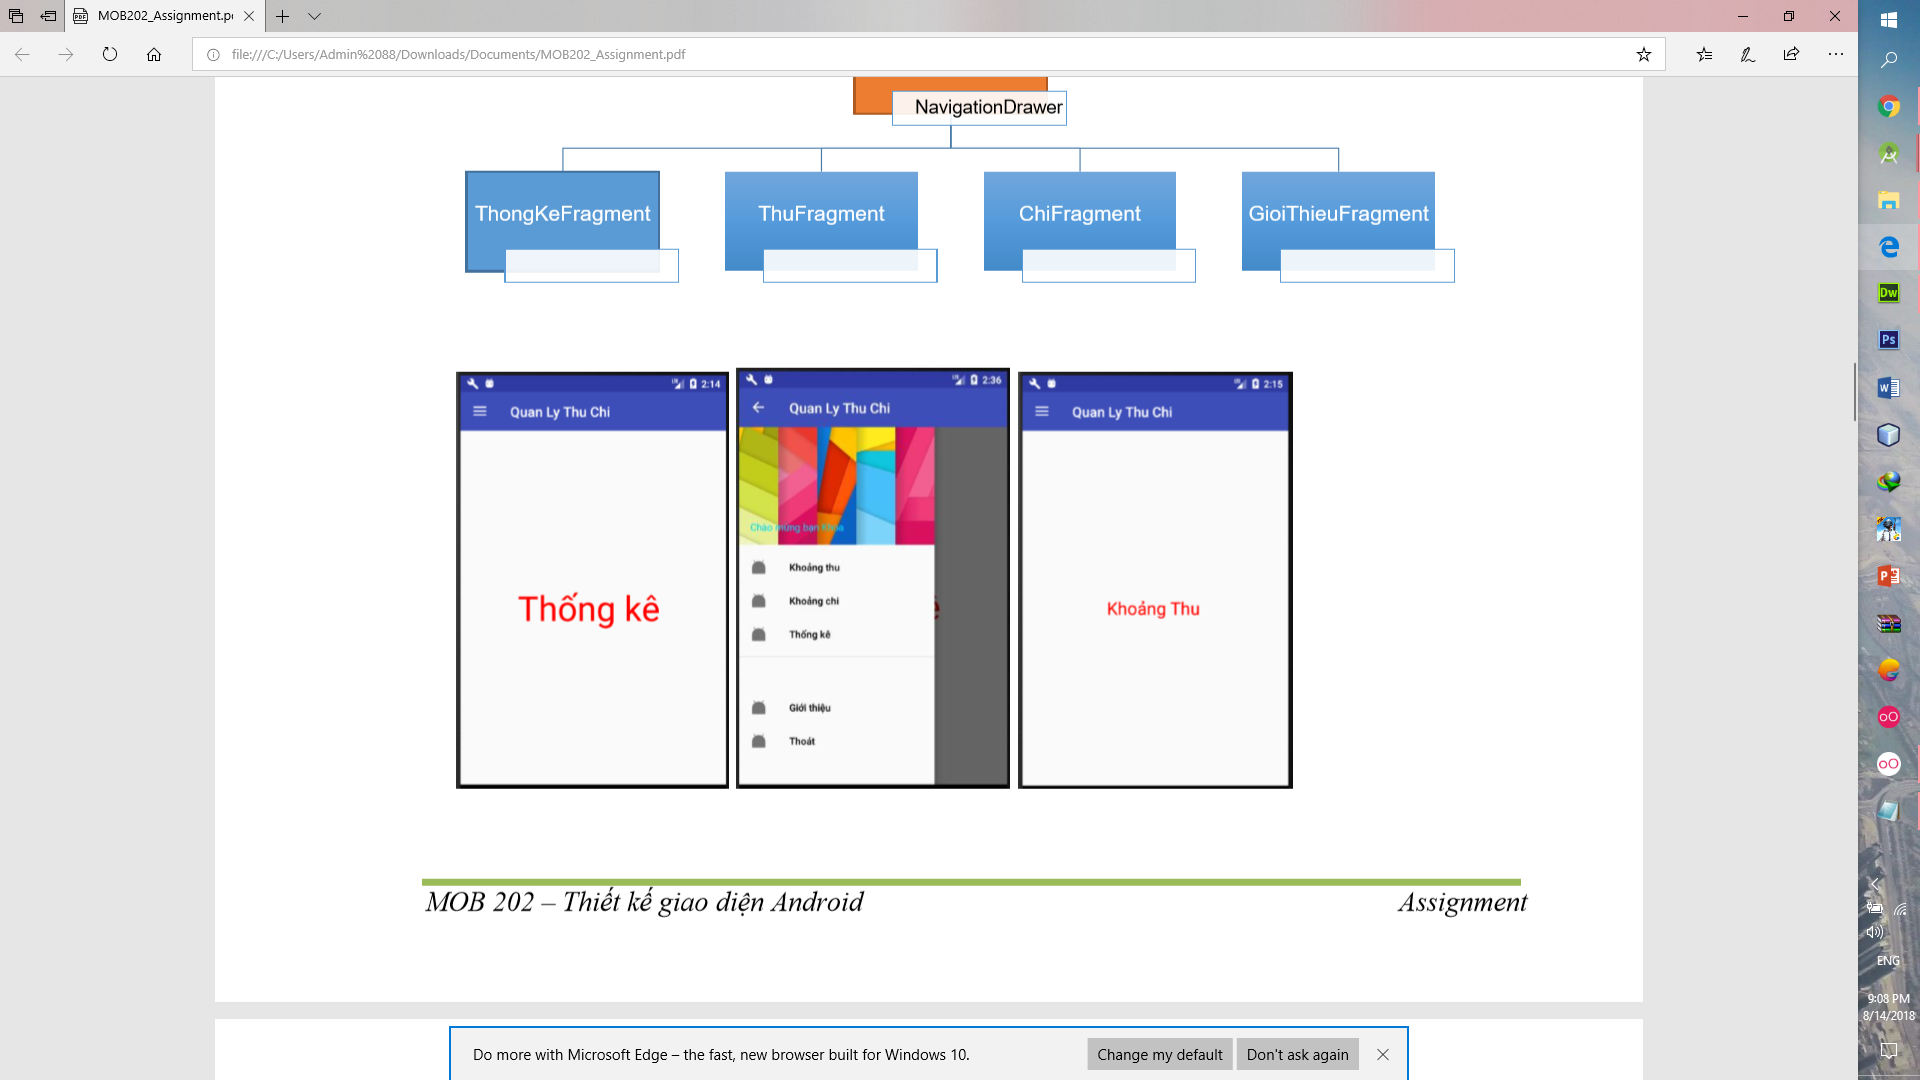 MOB202_Assignment.p
file:///C:/Users/Admin%2088/Downloads/Documents/MOB202_Assignment.pdf
NavigationDrawer
ThongKeFragment
ThuFragment
ChiFragment
GioiThieuFragment
2:14
Quan Ly Thu Chi
Thống kê
2:36
Quan Ly Thu Chi
Chào mừng bạn Khoa
Khoảng thu
Khoảng chi
Thống kê
ê
Giới thiệu
Thoát
2:15
Quan Ly Thu Chi
Khoảng Thu
MOB 202 – Thiết kế giao diện Android
Assignment
Do more with Microsoft Edge – the fast, new browser built for Windows 10.
Change my default
Don't ask again
Dw
Ps
ENG
9:08 PM
8/14/2018